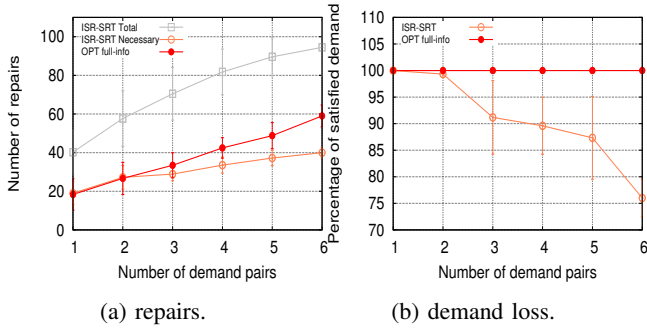 ISR-SRT Total
ISR-SRT Necessary
OPT full-info
Number of repairs
100
80
60
40
20
0
1 2 3 4 5 6
Number of demand pairs
(a) repairs.
ISR-SRT
OPT full-info
Percentage of satisfied demand
110
105
100
95
90
85
80
75
70
1 2 3 4 5 6
Number of demand pairs
(b) demand loss.